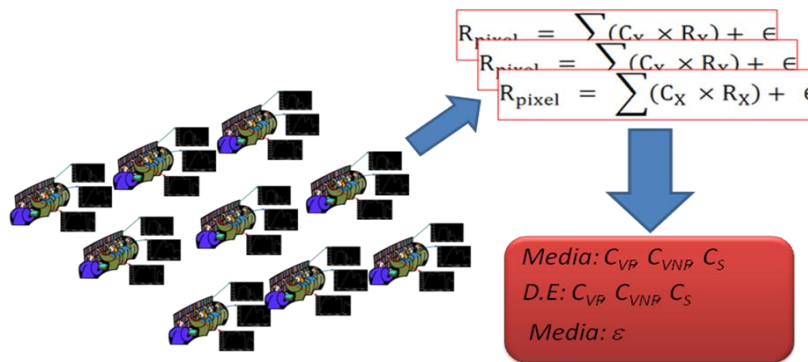 R_pixel = ∑(C_X × R_X) + ϵ
R_pixel = ∑(C_X × R_X) + ϵ
R_pixel = ∑(C_X × R_X) + ϵ
Media: C_VP, C_VNP, C_S
D.E: C_VP, C_VNP, C_S
Media: ε